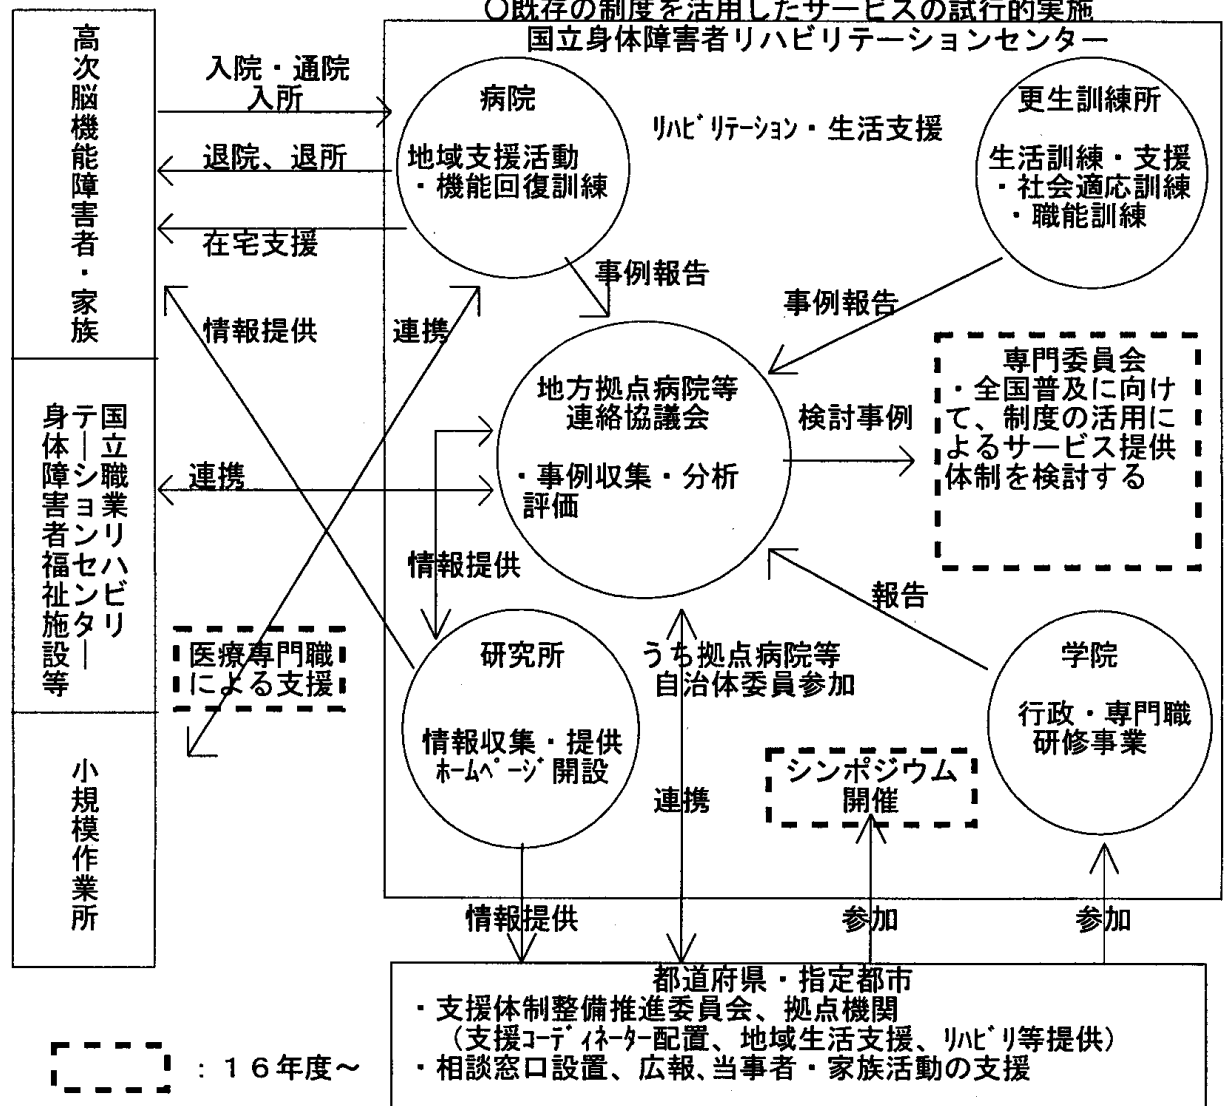 ○既存の制度を活用したサービスの試行的実施
国立身体障害者リハビリテーションセンター
高次脳機能障害者・家族
入院・通院
入所
退院、退所
在宅支援
病院
地域支援活動
・機能回復訓練
ﾘﾊﾋﾞﾘﾃｰｼｮﾝ・生活支援
更生訓練所
生活訓練・支援
・社会適応訓練
・職能訓練
事例報告
事例報告
情報提供
連携
地方拠点病院等
連絡協議会
・事例収集・分析
評価
検討事例
専門委員会
・全国普及に向け
て、制度の活用に
よるサービス提供
体制を検討する
国立職業リハビリ
テーションセンター
身体障害者福祉施設等
連携
情報提供
報告
医療専門職
による支援
研究所
情報収集・提供
ﾎｰﾑﾍﾟｰｼﾞ開設
うち拠点病院等
自治体委員参加
学院
行政・専門職
研修事業
シンポジウム
開催
連携
小規模作業所
情報提供
参加
参加
都道府県・指定都市
・支援体制整備推進委員会、拠点機関
（支援ｺｰﾃﾞｨﾈｰﾀｰ配置、地域生活支援、ﾘﾊﾋﾞﾘ等提供）
・相談窓口設置、広報、当事者・家族活動の支援
：１６年度～